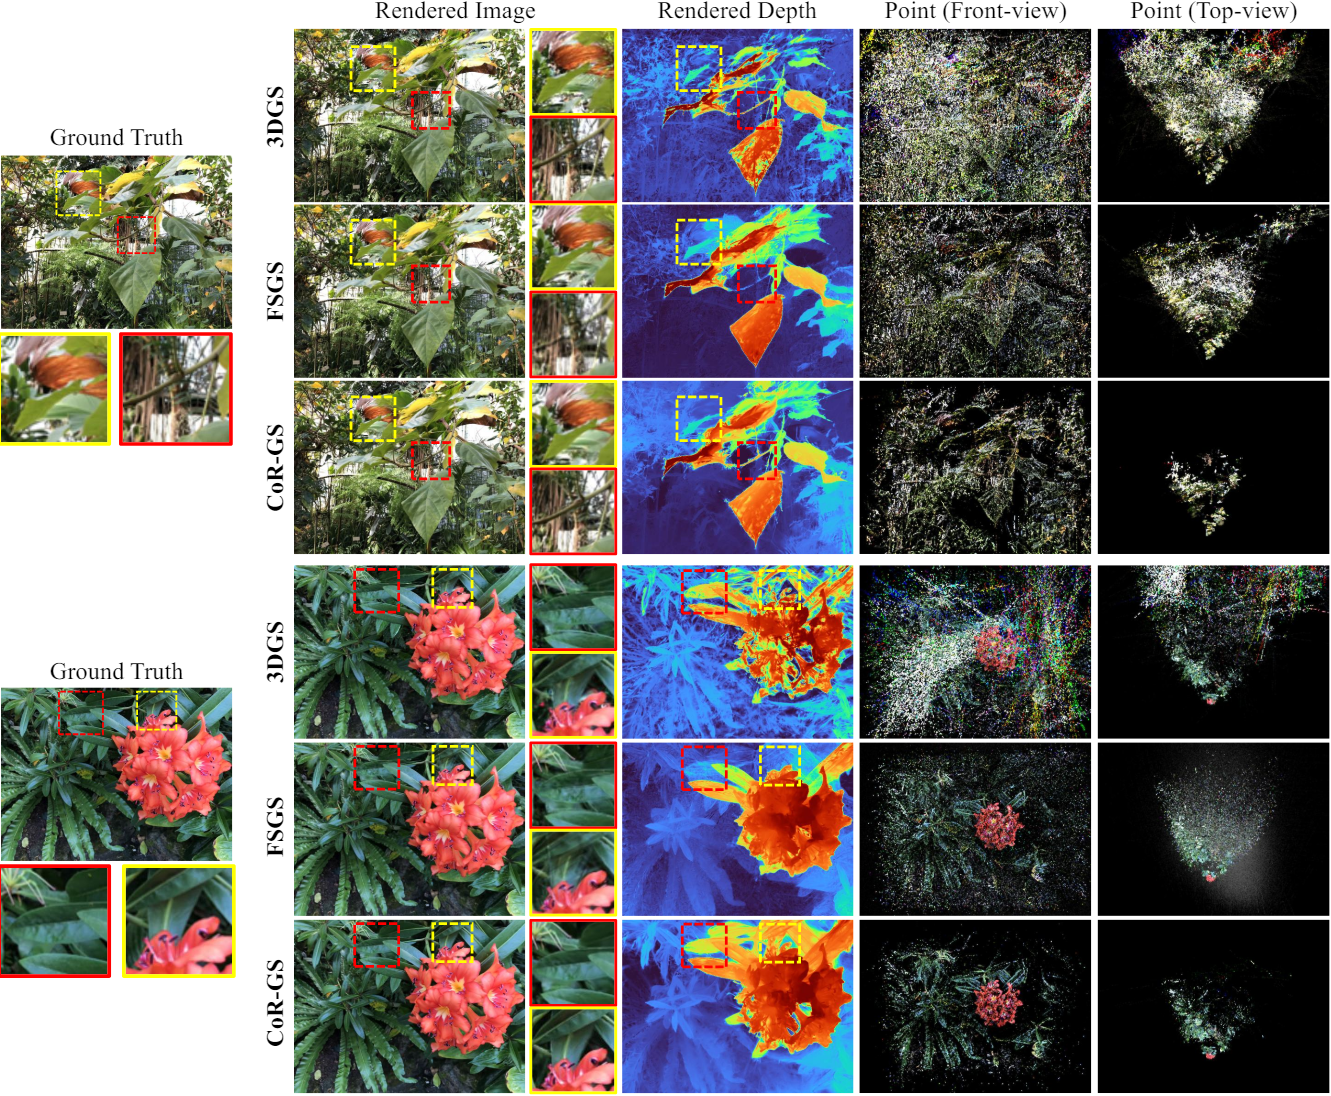 Rendered Image
Rendered Depth
Point (Front-view)
Point (Top-view)
3DGS
Ground Truth
FSGS
CoR-GS
3DGS
Ground Truth
FSGS
CoR-GS